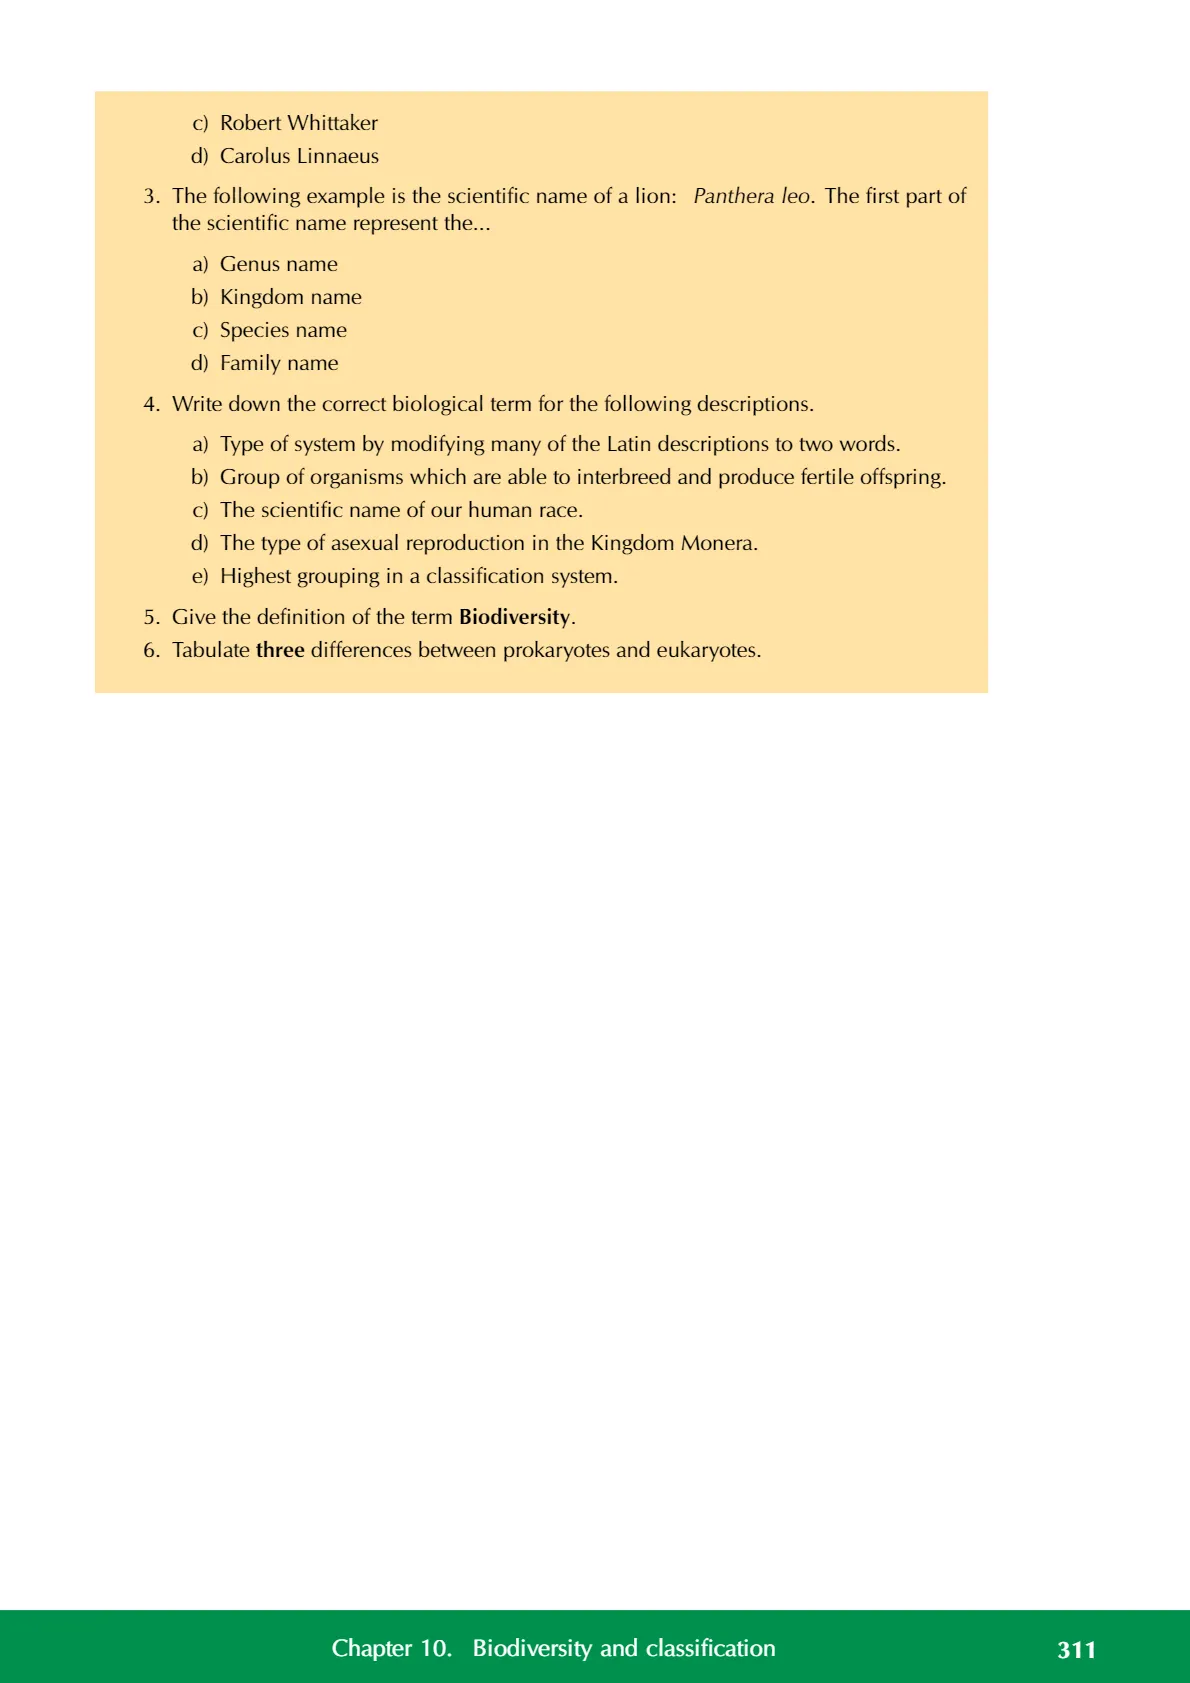 c) Robert Whittaker
d) Carolus Linnaeus
3. The following example is the scientific name of a lion: Panthera leo. The first part of
the scientific name represent the...
a) Genus name
b) Kingdom name
c) Species name
d) Family name
4. Write down the correct biological term for the following descriptions.
a) Type of system by modifying many of the Latin descriptions to two words.
b) Group of organisms which are able to interbreed and produce fertile offspring.
c) The scientific name of our human race.
d) The type of asexual reproduction in the Kingdom Monera.
e) Highest grouping in a classification system.
5. Give the definition of the term Biodiversity.
6. Tabulate three differences between prokaryotes and eukaryotes.
Chapter 10. Biodiversity and classification 311